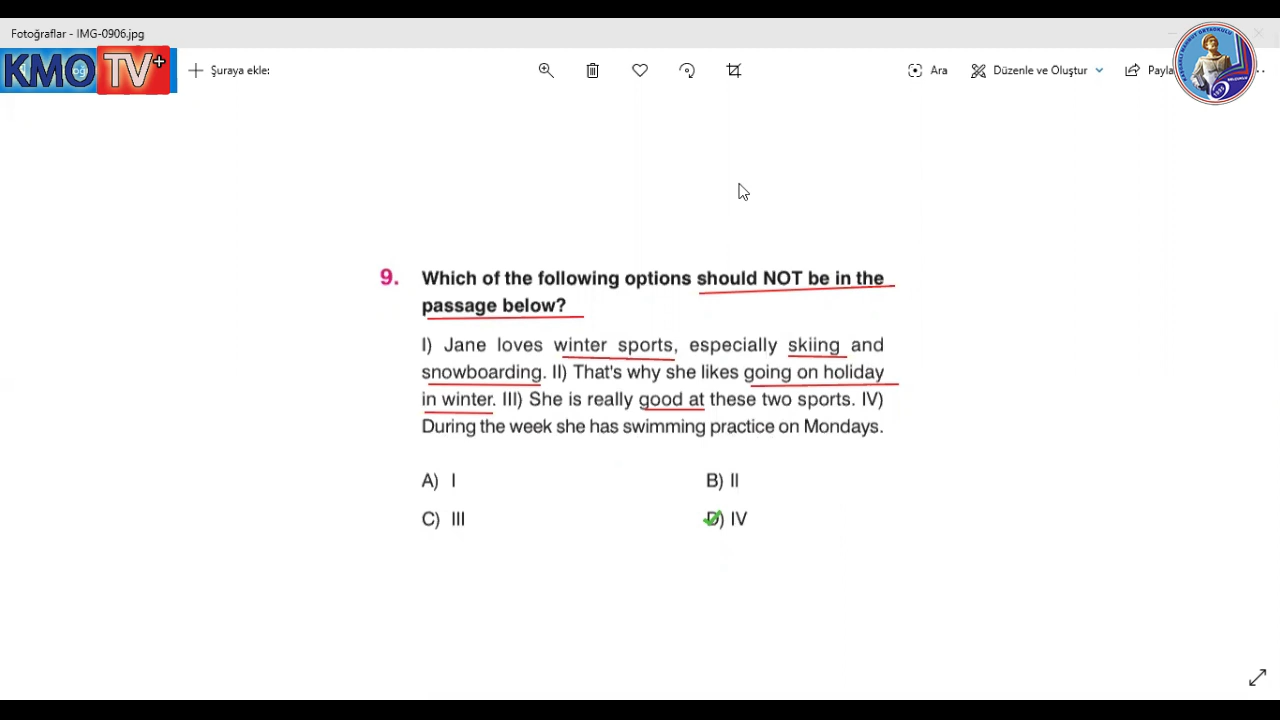 Fotoğraflar - IMG-0906.jpg
KMO TV+
Şuraya ekle:
Ara
Düzenle ve Oluştur
Payla
9. Which of the following options should NOT be in the
passage below?
I) Jane loves winter sports, especially skiing and
snowboarding. II) That's why she likes going on holiday
in winter. III) She is really good at these two sports. IV)
During the week she has swimming practice on Mondays.
A) I
B) II
C) III
D) IV